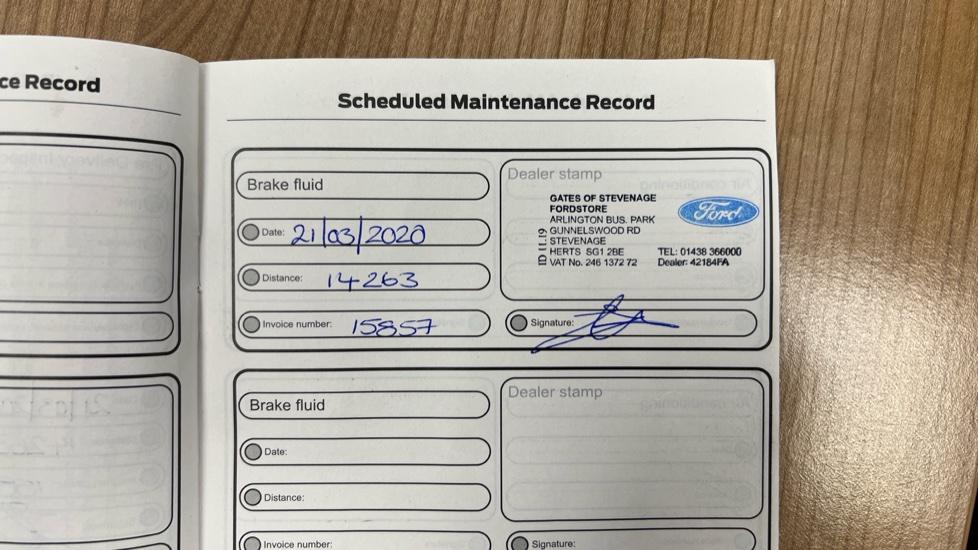 ce Record
Scheduled Maintenance Record
Brake fluid
Date: 21/03/2020
Distance: 14263
Invoice number: 15857
Dealer stamp
GATES OF STEVENAGE
FORDSTORE
ARLINGTON BUS. PARK
GUNNELSWOOD RD
STEVENAGE
HERTS SG1 2BE
VAT No. 246 1372 72
ID 11.19
Ford
TEL: 01438 366000
Dealer: 42184FA
Signature:
Brake fluid
Date:
Distance:
Invoice number:
Dealer stamp
Signature: